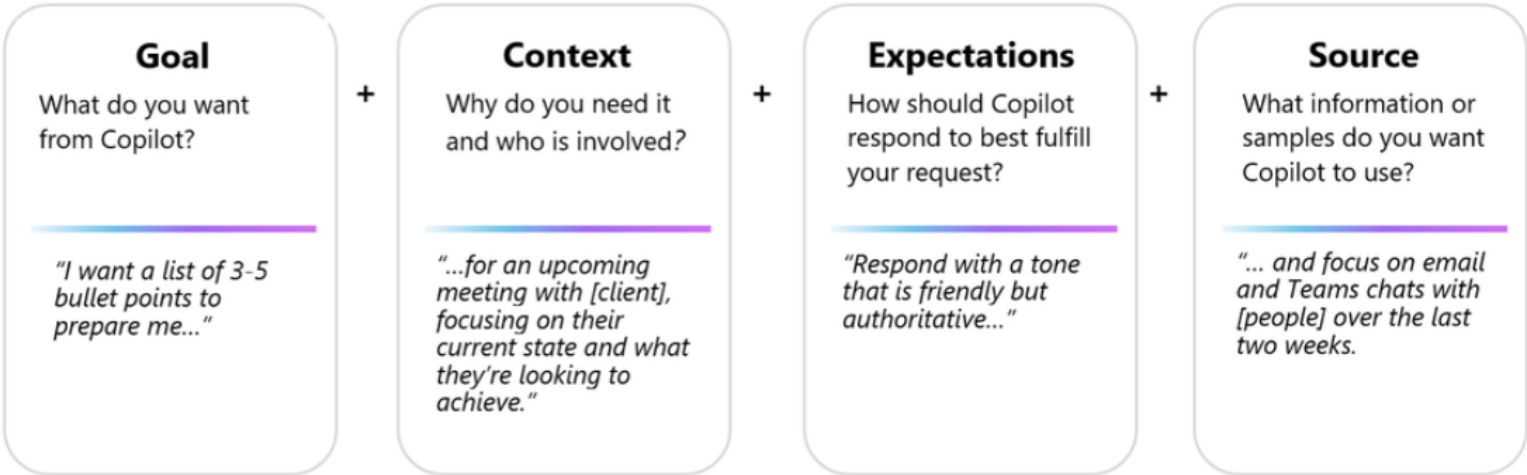 Goal
What do you want
from Copilot?
“I want a list of 3-5
bullet points to
prepare me...”
+
Context
Why do you need it
and who is involved?
“...for an upcoming
meeting with [client],
focusing on their
current state and what
they’re looking to
achieve.”
+
Expectations
How should Copilot
respond to best fulfill
your request?
“Respond with a tone
that is friendly but
authoritative...”
+
Source
What information or
samples do you want
Copilot to use?
“... and focus on email
and Teams chats with
[people] over the last
two weeks.